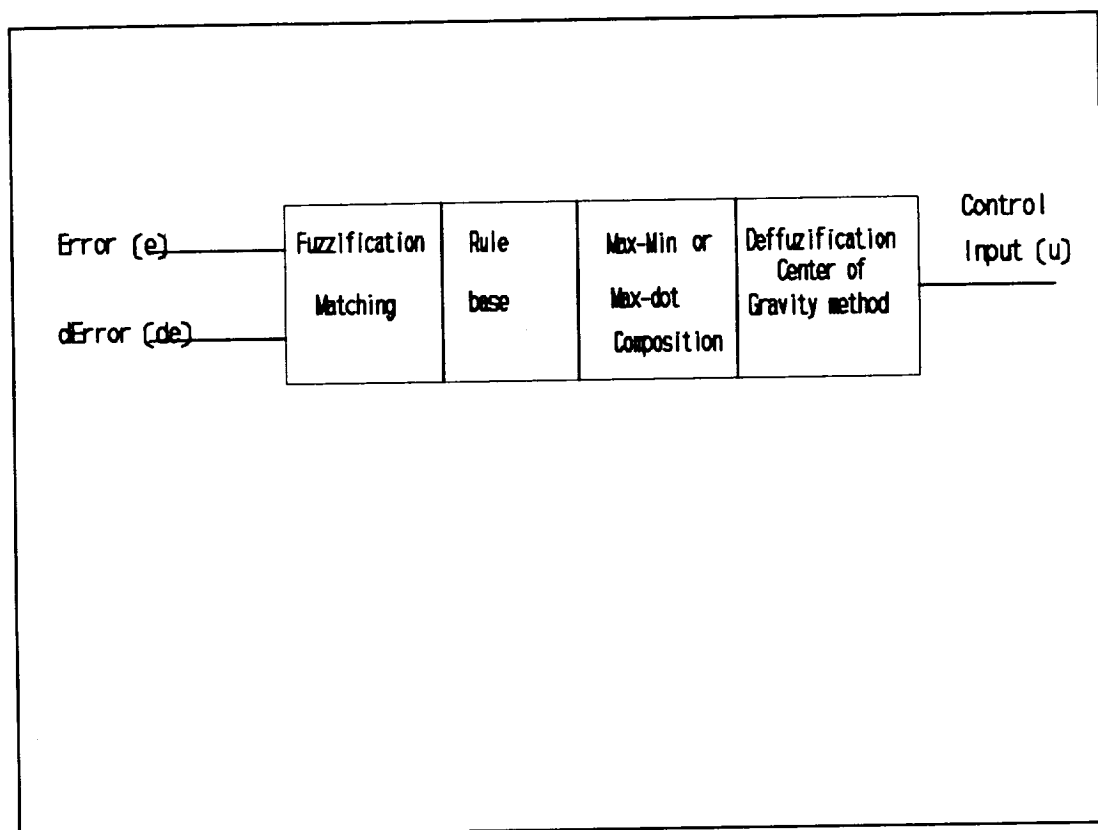 Error (e)
dError (de)
Fuzzification
Matching
Rule
base
Max-Min or
Max-dot
Composition
Deffuzification
Center of
Gravity method
Control
Input (u)